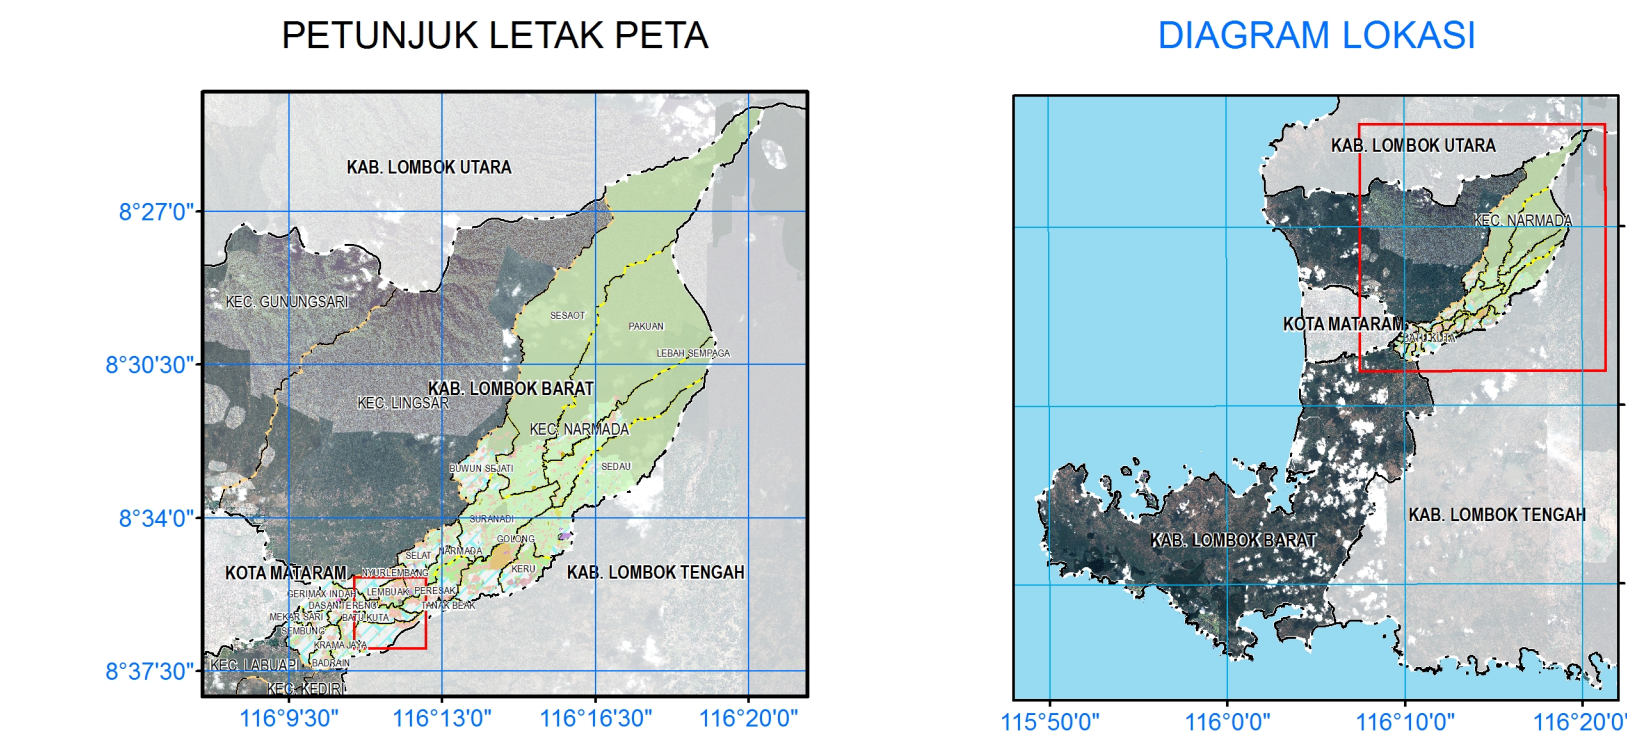 PETUNJUK LETAK PETA
KAB. LOMBOK UTARA
8°27'0"
KEC. GUNUNGSARI
SESAOT
PAKUAN
LEBAH SEMPAGA
8°30'30"
KAB. LOMBOK BARAT
KEC. LINGSAR
KEC. NARMADA
BUWUN SEJATI
SEDAU
8°34'0"
SURANADI
GOLONG
SELAT
NARMADA
KERU
KOTA MATARAM
NYURLEMBANG
KAB. LOMBOK TENGAH
GERIMAX INDAH
LEMBUAK
PERESAK
DASAN TERENG
TANAK BEAK
MEKAR SARI
BATU KUTA
SEMBUNG
KRAMA JAYA
KEC. LABUAPI
BADRAIN
8°37'30"
KEC. KEDIRI
116°9'30"
116°13'0"
116°16'30"
116°20'0"
DIAGRAM LOKASI
KAB. LOMBOK UTARA
KEC. NARMADA
KOTA MATARAM
BATU KUTA
KAB. LOMBOK TENGAH
KAB. LOMBOK BARAT
115°50'0"
116°0'0"
116°10'0"
116°20'0